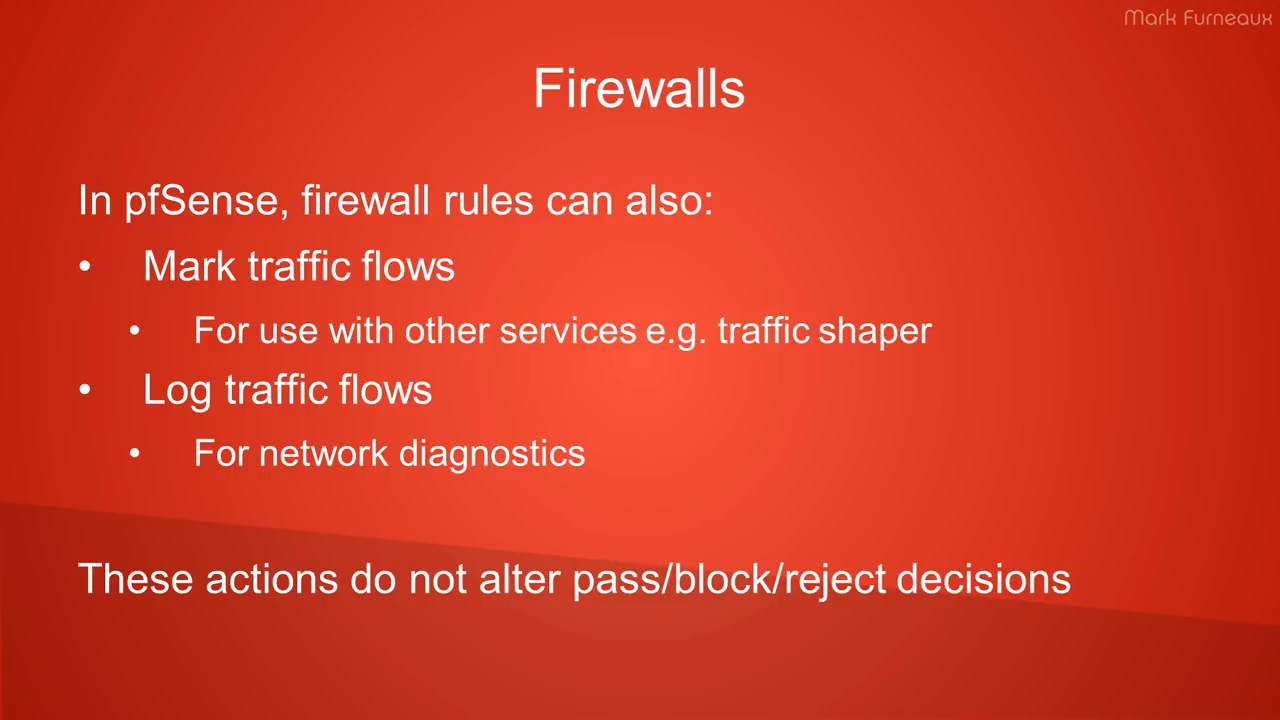 Mark Furneaux
Firewalls
In pfSense, firewall rules can also:
• Mark traffic flows
• For use with other services e.g. traffic shaper
• Log traffic flows
• For network diagnostics
These actions do not alter pass/block/reject decisions